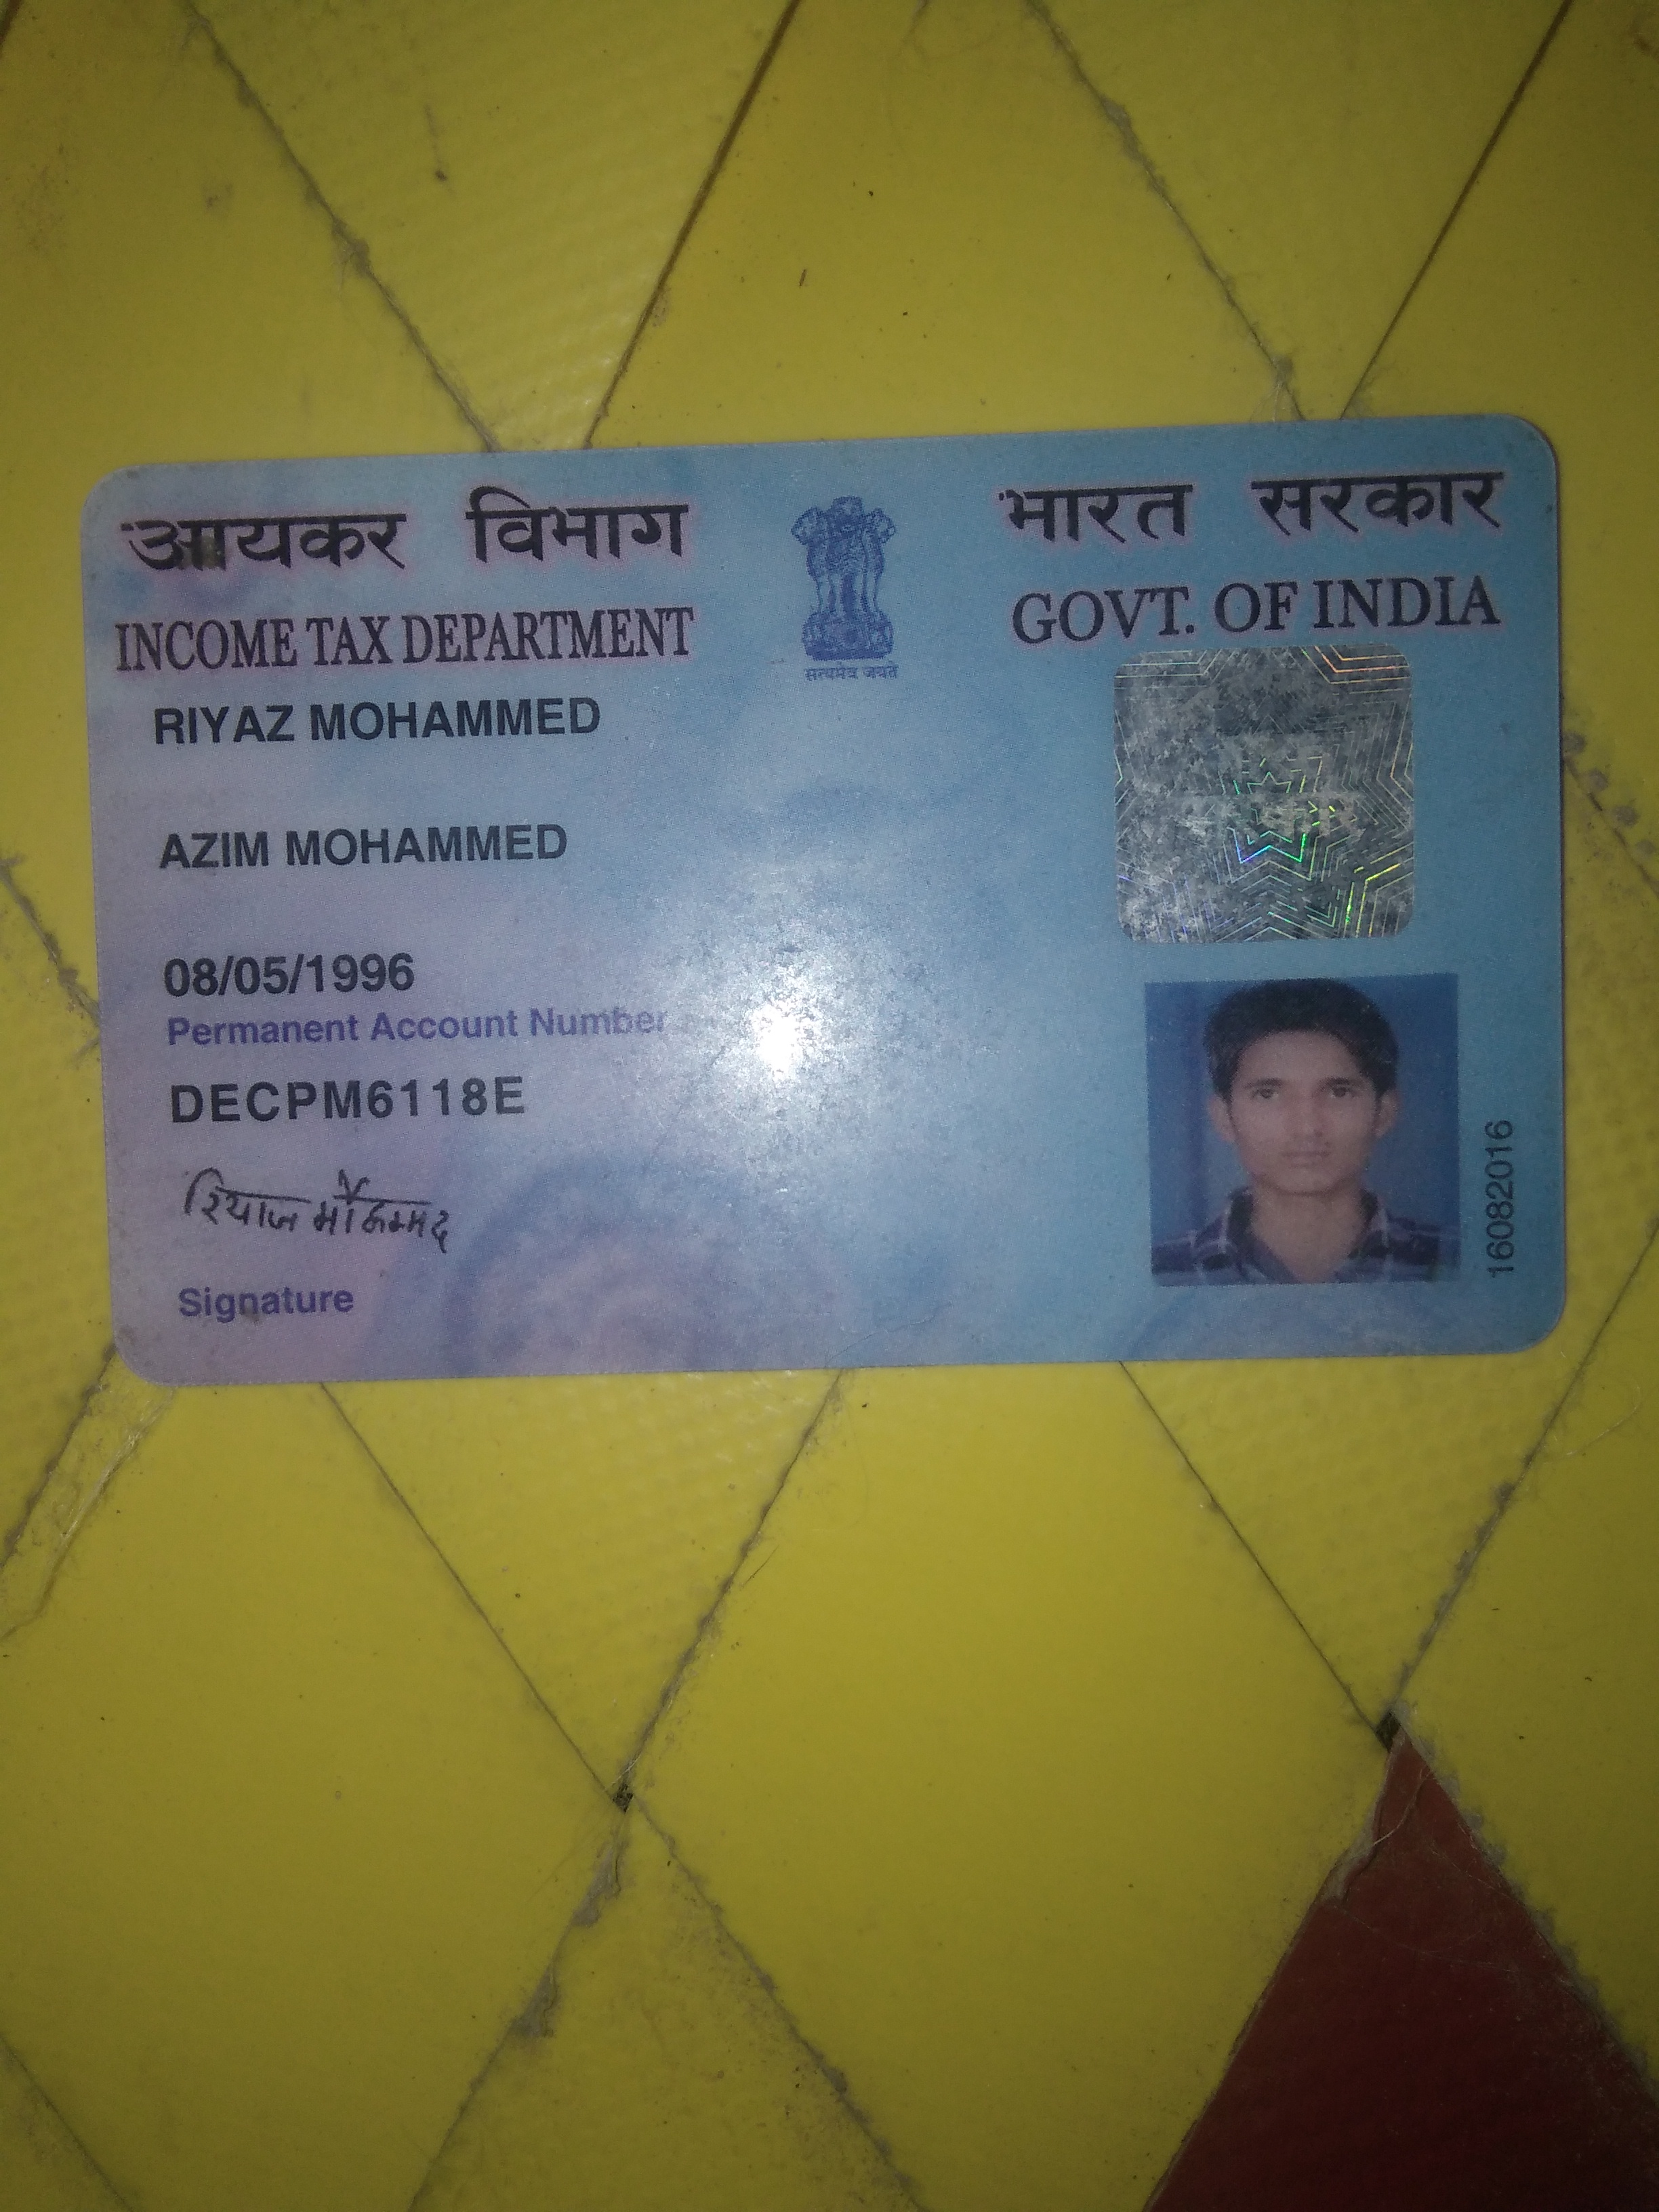 आयकर विभाग
INCOME TAX DEPARTMENT
सत्यमेव जयते
भारत सरकार
GOVT. OF INDIA
RIYAZ MOHAMMED
AZIM MOHAMMED
08/05/1996
Permanent Account Number
DECPM6118E
रियाज मौहम्मद
Signature
16082016